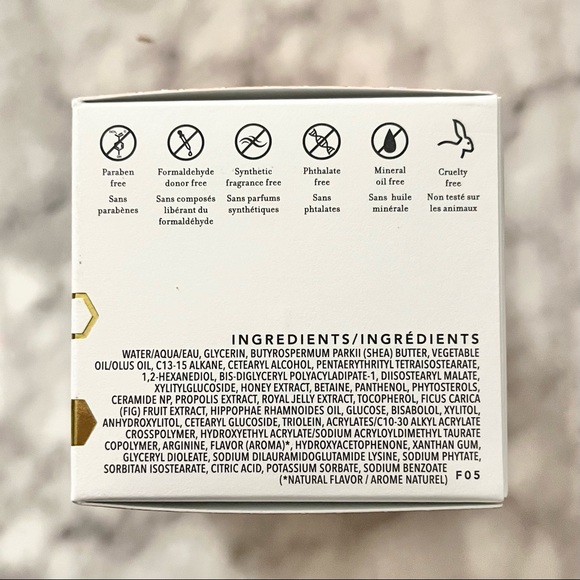 Paraben free
Sans parabènes
Formaldehyde donor free
Sans composés libérant du formaldéhyde
Synthetic fragrance free
Sans parfums synthétiques
Phthalate free
Sans phtalates
Mineral oil free
Sans huile minérale
Cruelty free
Non testé sur les animaux
INGREDIENTS/INGRÉDIENTS
WATER/AQUA/EAU, GLYCERIN, BUTYROSPERMUM PARKII (SHEA) BUTTER, VEGETABLE
OIL/OLUS OIL, C13-15 ALKANE, CETEARYL ALCOHOL, PENTAERYTHRITYL TETRAISOSTEARATE,
1,2-HEXANEDIOL, BIS-DIGLYCERYL POLYACYLADIPATE-1, DIISOSTEARYL MALATE,
XYLITYLGLUCOSIDE, HONEY EXTRACT, BETAINE, PANTHENOL, PHYTOSTEROLS,
CERAMIDE NP, PROPOLIS EXTRACT, ROYAL JELLY EXTRACT, TOCOPHEROL, FICUS CARICA
(FIG) FRUIT EXTRACT, HIPPOPHAE RHAMNOIDES OIL, GLUCOSE, BISABOLOL, XYLITOL,
ANHYDROXYLITOL, CETEARYL GLUCOSIDE, TRIOLEIN, ACRYLATES/C10-30 ALKYL ACRYLATE
CROSSPOLYMER, HYDROXYETHYL ACRYLATE/SODIUM ACRYLOYLDIMETHYL TAURATE
COPOLYMER, ARGININE, FLAVOR (AROMA)*, HYDROXYACETOPHENONE, XANTHAN GUM,
GLYCERYL DIOLEATE, SODIUM DILAURAMIDOGLUTAMIDE LYSINE, SODIUM PHYTATE,
SORBITAN ISOSTEARATE, CITRIC ACID, POTASSIUM SORBATE, SODIUM BENZOATE
(*NATURAL FLAVOR / AROME NATUREL) F05